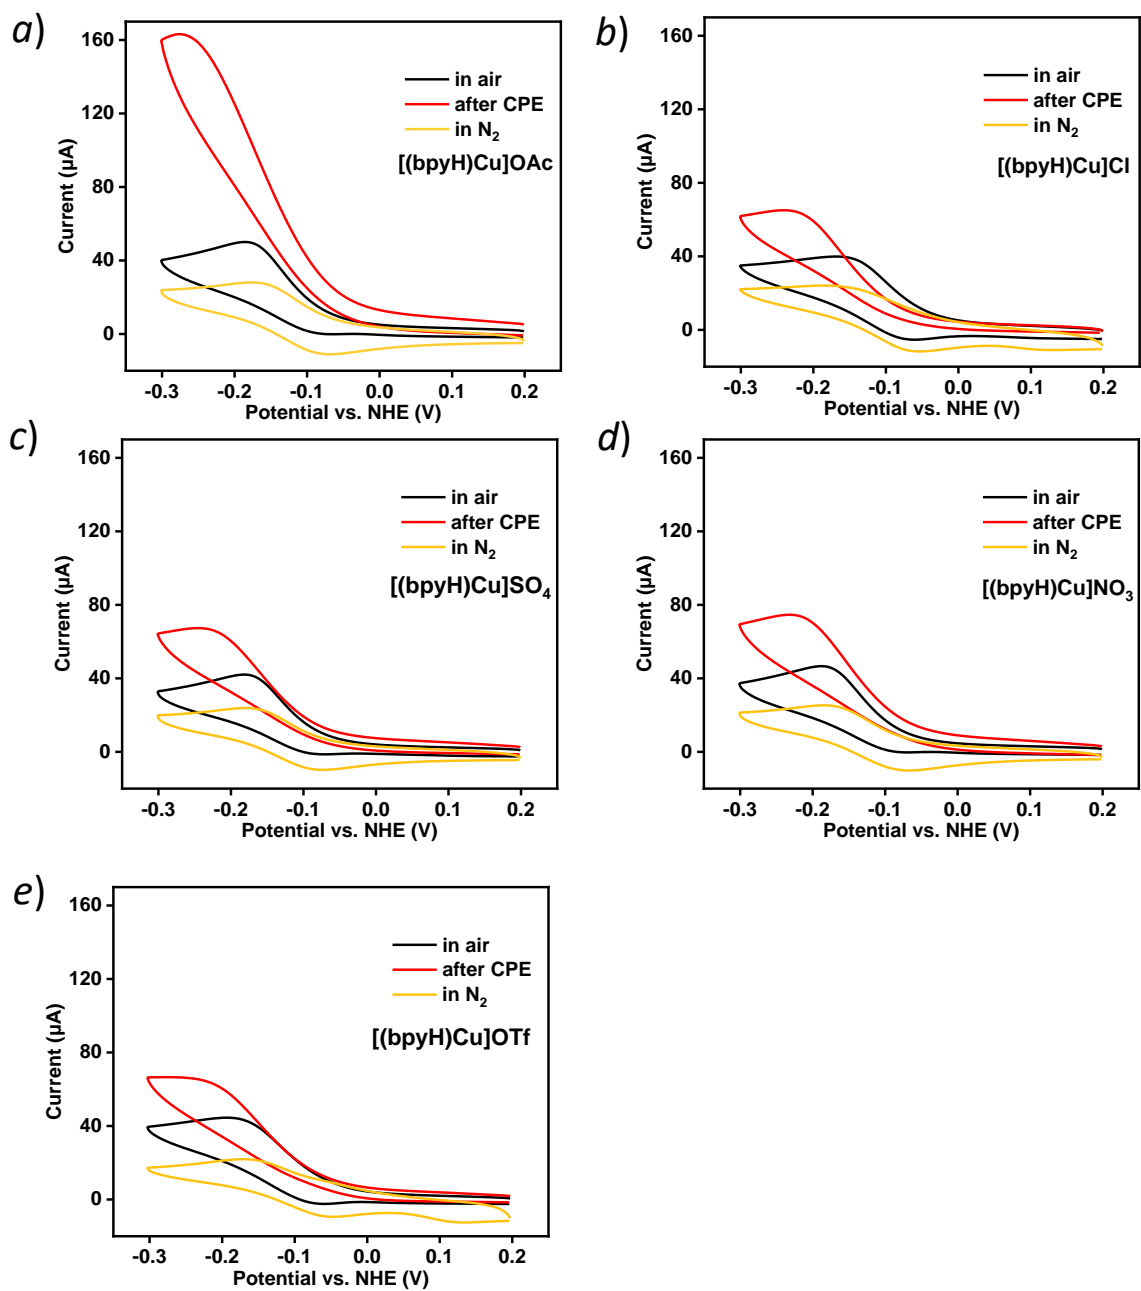 a)
160
120
80
40
0
Current (µA)
in air
after CPE
in N₂
[(bpyH)Cu]OAc
-0.3 -0.2 -0.1 0.0 0.1 0.2
Potential vs. NHE (V)
b)
160
120
80
40
0
Current (µA)
in air
after CPE
in N₂
[(bpyH)Cu]Cl
-0.3 -0.2 -0.1 0.0 0.1 0.2
Potential vs. NHE (V)
c)
160
120
80
40
0
Current (µA)
in air
after CPE
in N₂
[(bpyH)Cu]SO₄
-0.3 -0.2 -0.1 0.0 0.1 0.2
Potential vs. NHE (V)
d)
160
120
80
40
0
Current (µA)
in air
after CPE
in N₂
[(bpyH)Cu]NO₃
-0.3 -0.2 -0.1 0.0 0.1 0.2
Potential vs. NHE (V)
e)
160
120
80
40
0
Current (µA)
in air
after CPE
in N₂
[(bpyH)Cu]OTf
-0.3 -0.2 -0.1 0.0 0.1 0.2
Potential vs. NHE (V)